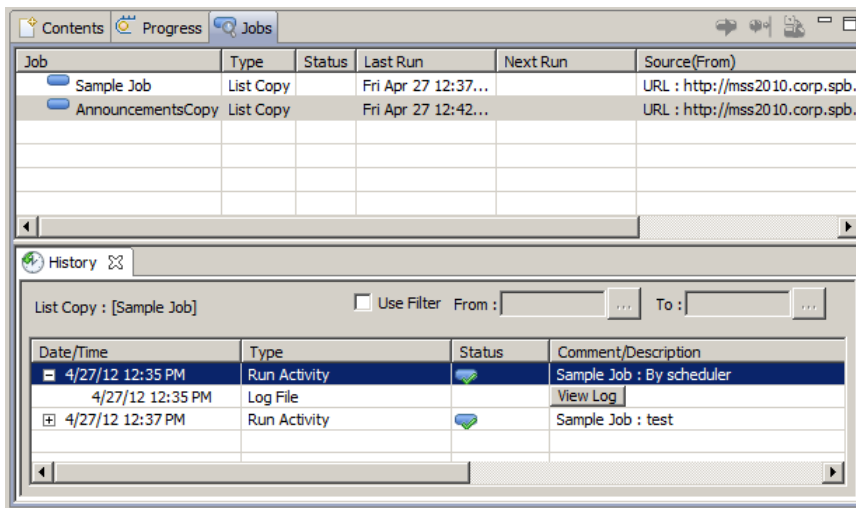 Contents Progress Jobs
Job Type Status Last Run Next Run Source(From)
Sample Job List Copy Fri Apr 27 12:37... URL : http://mss2010.corp.spb.
AnnouncementsCopy List Copy Fri Apr 27 12:42... URL : http://mss2010.corp.spb.
History
List Copy : [Sample Job] Use Filter From : ... To : ...
Date/Time Type Status Comment/Description
4/27/12 12:35 PM Run Activity Sample Job : By scheduler
4/27/12 12:35 PM Log File View Log
4/27/12 12:37 PM Run Activity Sample Job : test